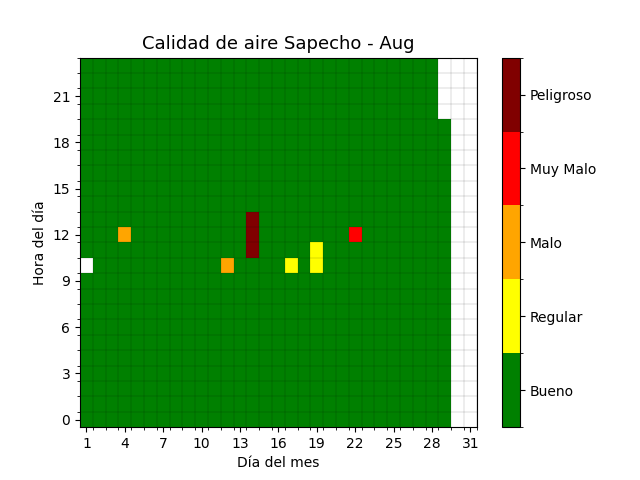 Calidad de aire Sapecho - Aug
Hora del día
21
18
15
12
9
6
3
0
1 4 7 10 13 16 19 22 25 28 31
Día del mes
Peligroso
Muy Malo
Malo
Regular
Bueno